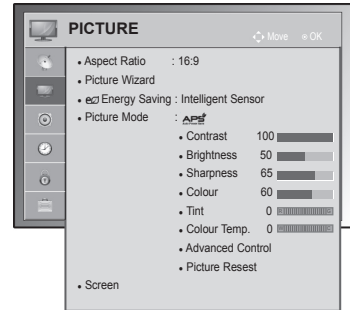 PICTURE
Move ⊙ OK
• Aspect Ratio : 16:9
• Picture Wizard
• Energy Saving : Intelligent Sensor
• Picture Mode : APS
• Contrast 100
• Brightness 50
• Sharpness 65
• Colour 60
• Tint 0
• Colour Temp. 0
• Advanced Control
• Picture Resest
• Screen